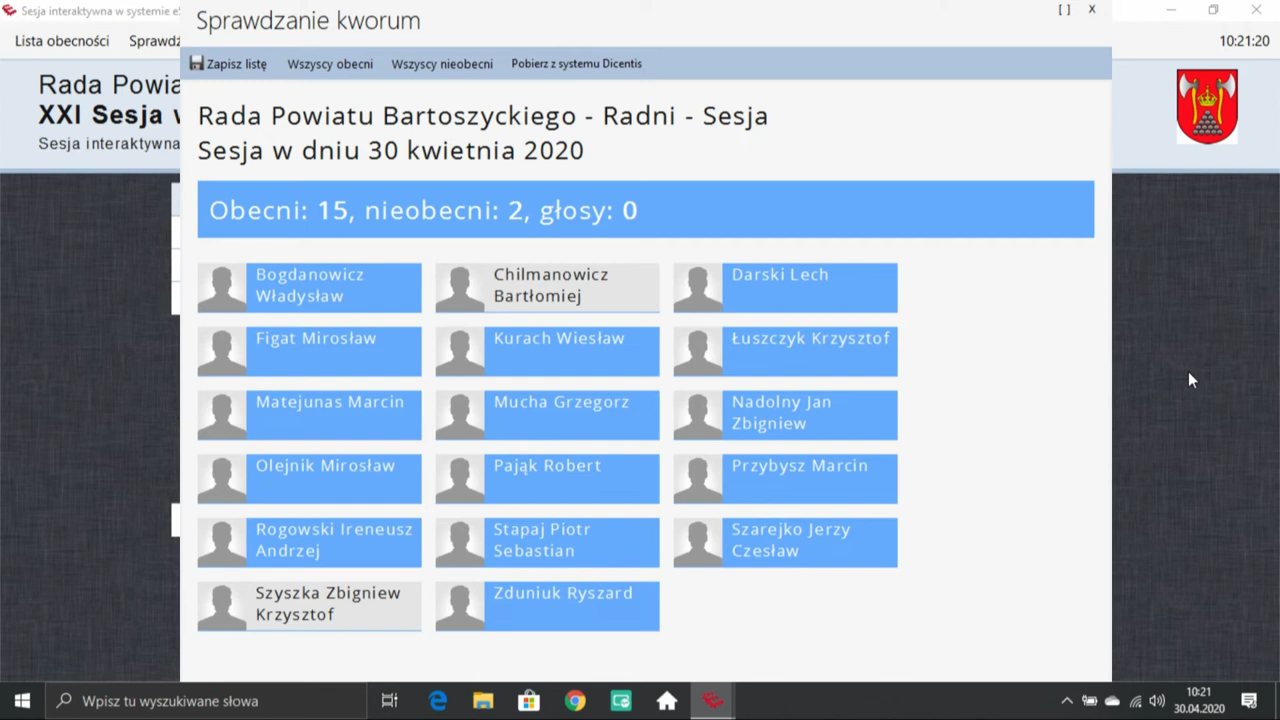 Sesja interaktywna w systemie eS
Sprawdzanie kworum
[ ] X
Lista obecności Sprawdź
10:21:20
Zapisz listę Wszyscy obecni Wszyscy nieobecni Pobierz z systemu Dicentis
Rada Powia
XXI Sesja w
Sesja interaktywna
Rada Powiatu Bartoszyckiego - Radni - Sesja
Sesja w dniu 30 kwietnia 2020
Obecni: 15, nieobecni: 2, głosy: 0
Bogdanowicz
Władysław
Chilmanowicz
Bartłomiej
Darski Lech
Figat Mirosław
Kurach Wiesław
Łuszczyk Krzysztof
Matejunas Marcin
Mucha Grzegorz
Nadolny Jan
Zbigniew
Olejnik Mirosław
Pająk Robert
Przybysz Marcin
Rogowski Ireneusz
Andrzej
Stapaj Piotr
Sebastian
Szarejko Jerzy
Czesław
Szyszka Zbigniew
Krzysztof
Zduniuk Ryszard
Wpisz tu wyszukiwane słowa
10:21
30.04.2020